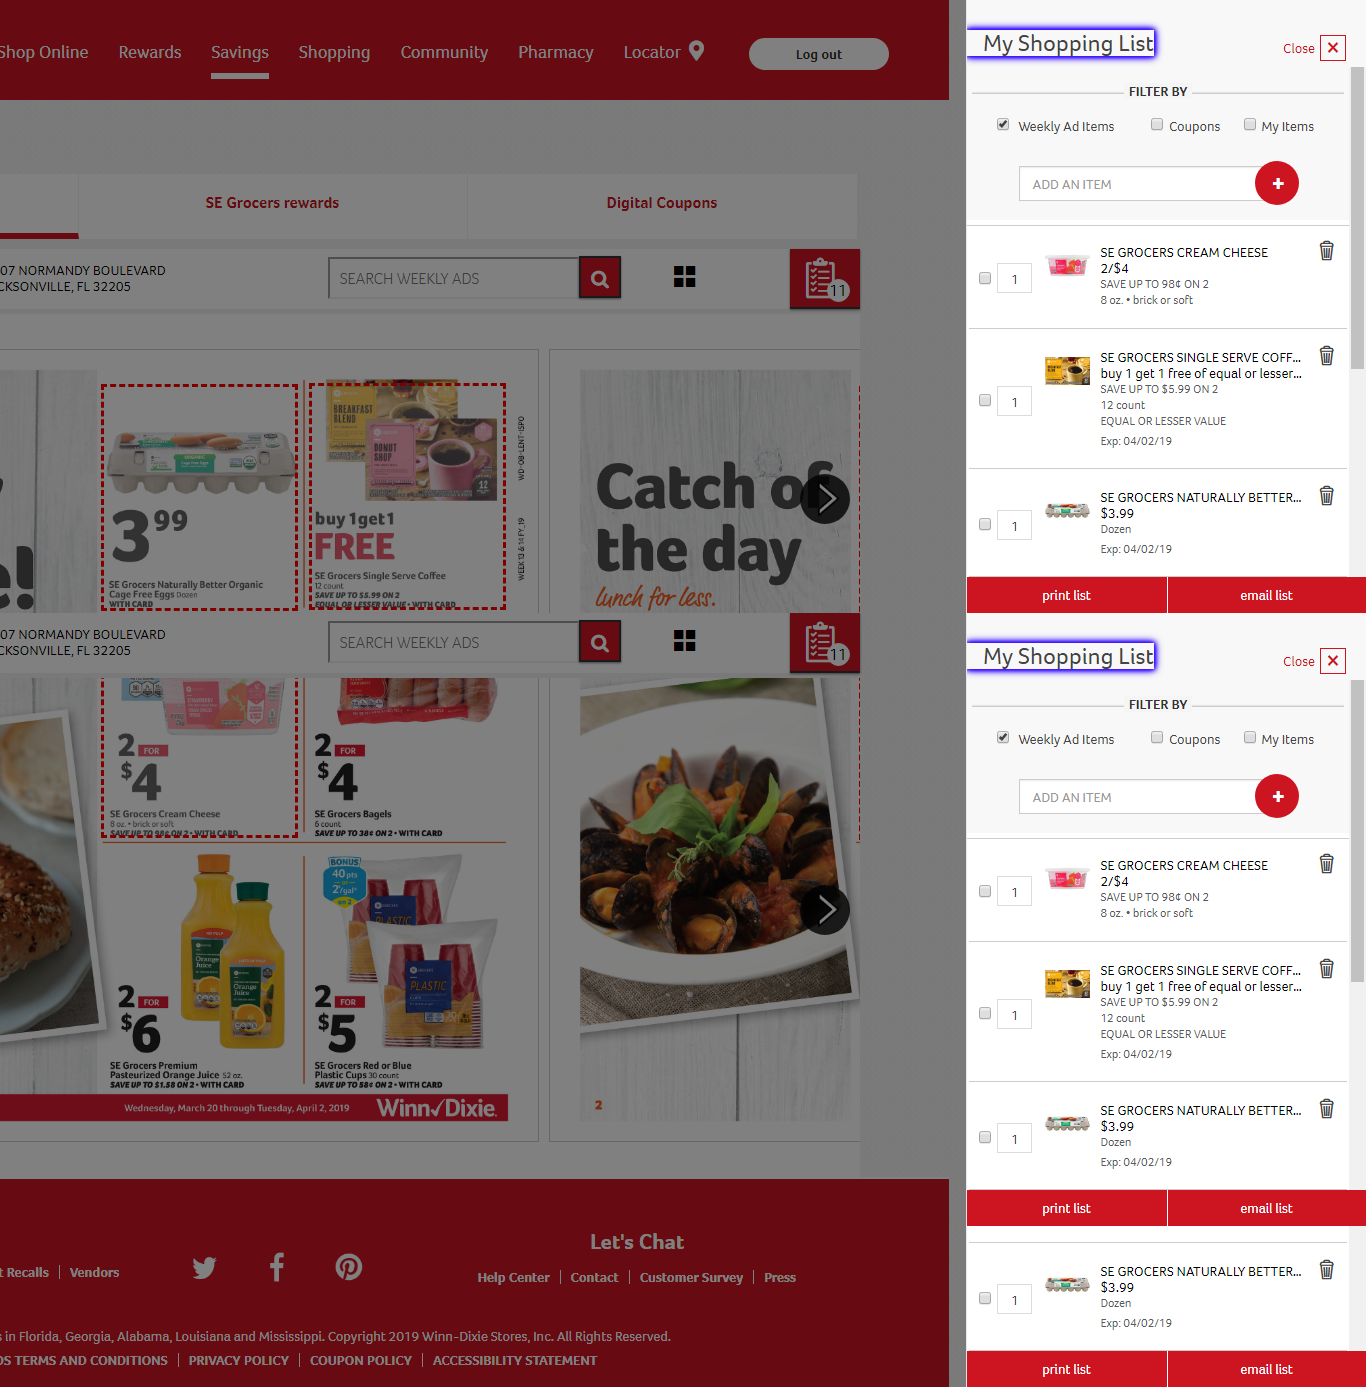 Shop Online Rewards Savings Shopping Community Pharmacy Locator Log out
SE Grocers rewards Digital Coupons
07 NORMANDY BOULEVARD
CKSONVILLE, FL 32205
SEARCH WEEKLY ADS
11
BREAKFAST
BLEND
DONUT
SHOP
12
ORGANIC
3 99
SE Grocers Naturally Better Organic
Cage Free Eggs Dozen
WITH CARD
buy 1 get 1
FREE
SE Grocers Single Serve Coffee
12 count
SAVE UP TO $5.99 ON 2
EQUAL OR LESSER VALUE • WITH CARD
WD-08-LENT-ISPO
WEEK 13 & 14 FY_19
e!
Catch of
the day
lunch for less.
07 NORMANDY BOULEVARD
CKSONVILLE, FL 32205
SEARCH WEEKLY ADS
11
2 FOR
$4
SE Grocers Cream Cheese
8 oz. • brick or soft
SAVE UP TO 98¢ ON 2 • WITH CARD
2 FOR
$4
SE Grocers Bagels
6 count
SAVE UP TO 38¢ ON 2 • WITH CARD
Orange
Juice
Orange
Juice
2 FOR
$6
SE Grocers Premium
Pasteurized Orange Juice 52 oz.
SAVE UP TO $1.58 ON 2 • WITH CARD
BONUS
40 pts
or
2¢/gal*
on 2
PLASTIC
PLASTIC
2 FOR
$5
SE Grocers Red or Blue
Plastic Cups 30 count
SAVE UP TO 58¢ ON 2 • WITH CARD
Wednesday, March 20 through Tuesday, April 2, 2019 Winn✓Dixie
2
t Recalls Vendors
Let's Chat
Help Center Contact Customer Survey Press
s in Florida, Georgia, Alabama, Louisiana and Mississippi. Copyright 2019 Winn-Dixie Stores, Inc. All Rights Reserved.
DS TERMS AND CONDITIONS PRIVACY POLICY COUPON POLICY ACCESSIBILITY STATEMENT
My Shopping List
Close
FILTER BY
Weekly Ad Items Coupons My Items
ADD AN ITEM
1
SE GROCERS CREAM CHEESE
2/$4
SAVE UP TO 98¢ ON 2
8 oz. • brick or soft
1
SE GROCERS SINGLE SERVE COFF...
buy 1 get 1 free of equal or lesser...
SAVE UP TO $5.99 ON 2
12 count
EQUAL OR LESSER VALUE
Exp: 04/02/19
1
SE GROCERS NATURALLY BETTER...
$3.99
Dozen
Exp: 04/02/19
print list email list
My Shopping List
Close
FILTER BY
Weekly Ad Items Coupons My Items
ADD AN ITEM
1
SE GROCERS CREAM CHEESE
2/$4
SAVE UP TO 98¢ ON 2
8 oz. • brick or soft
1
SE GROCERS SINGLE SERVE COFF...
buy 1 get 1 free of equal or lesser...
SAVE UP TO $5.99 ON 2
12 count
EQUAL OR LESSER VALUE
Exp: 04/02/19
1
SE GROCERS NATURALLY BETTER...
$3.99
Dozen
Exp: 04/02/19
print list email list
1
SE GROCERS NATURALLY BETTER...
$3.99
Dozen
Exp: 04/02/19
print list email list